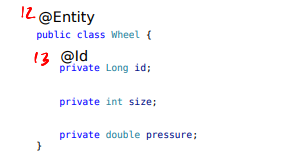 12 @Entity
public class Wheel {
13 @Id
private Long id;
private int size;
private double pressure;
}